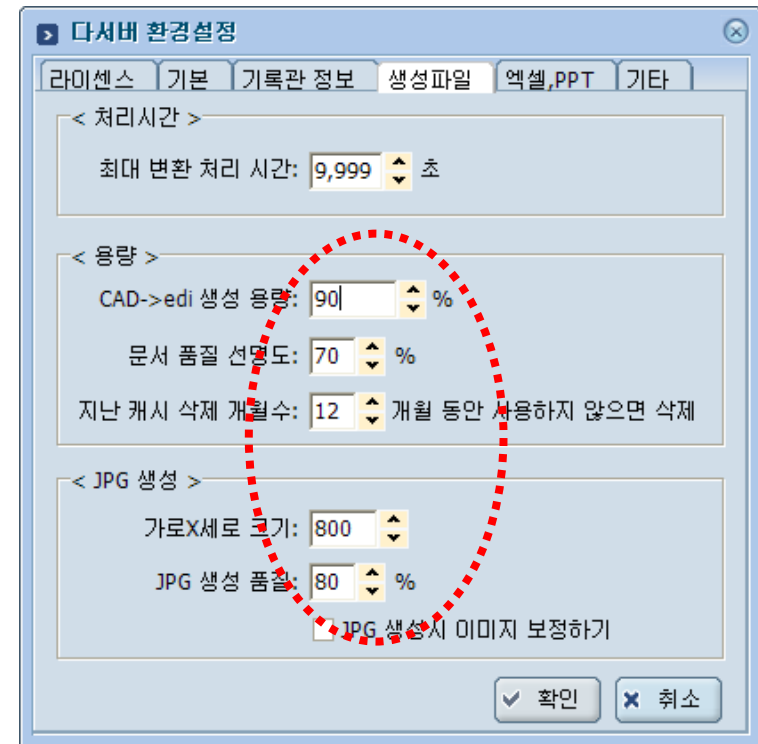 다서버 환경설정
라이센스 기본 기록관 정보 생성파일 엑셀,PPT 기타
< 처리시간 >
최대 변환 처리 시간: 9,999 초
< 용량 >
CAD->edi 생성 용량: 90 %
문서 품질 선명도: 70 %
지난 캐시 삭제 개월수: 12 개월 동안 사용하지 않으면 삭제
< JPG 생성 >
가로X세로 크기: 800
JPG 생성 품질: 80 %
JPG 생성시 이미지 보정하기
확인 취소